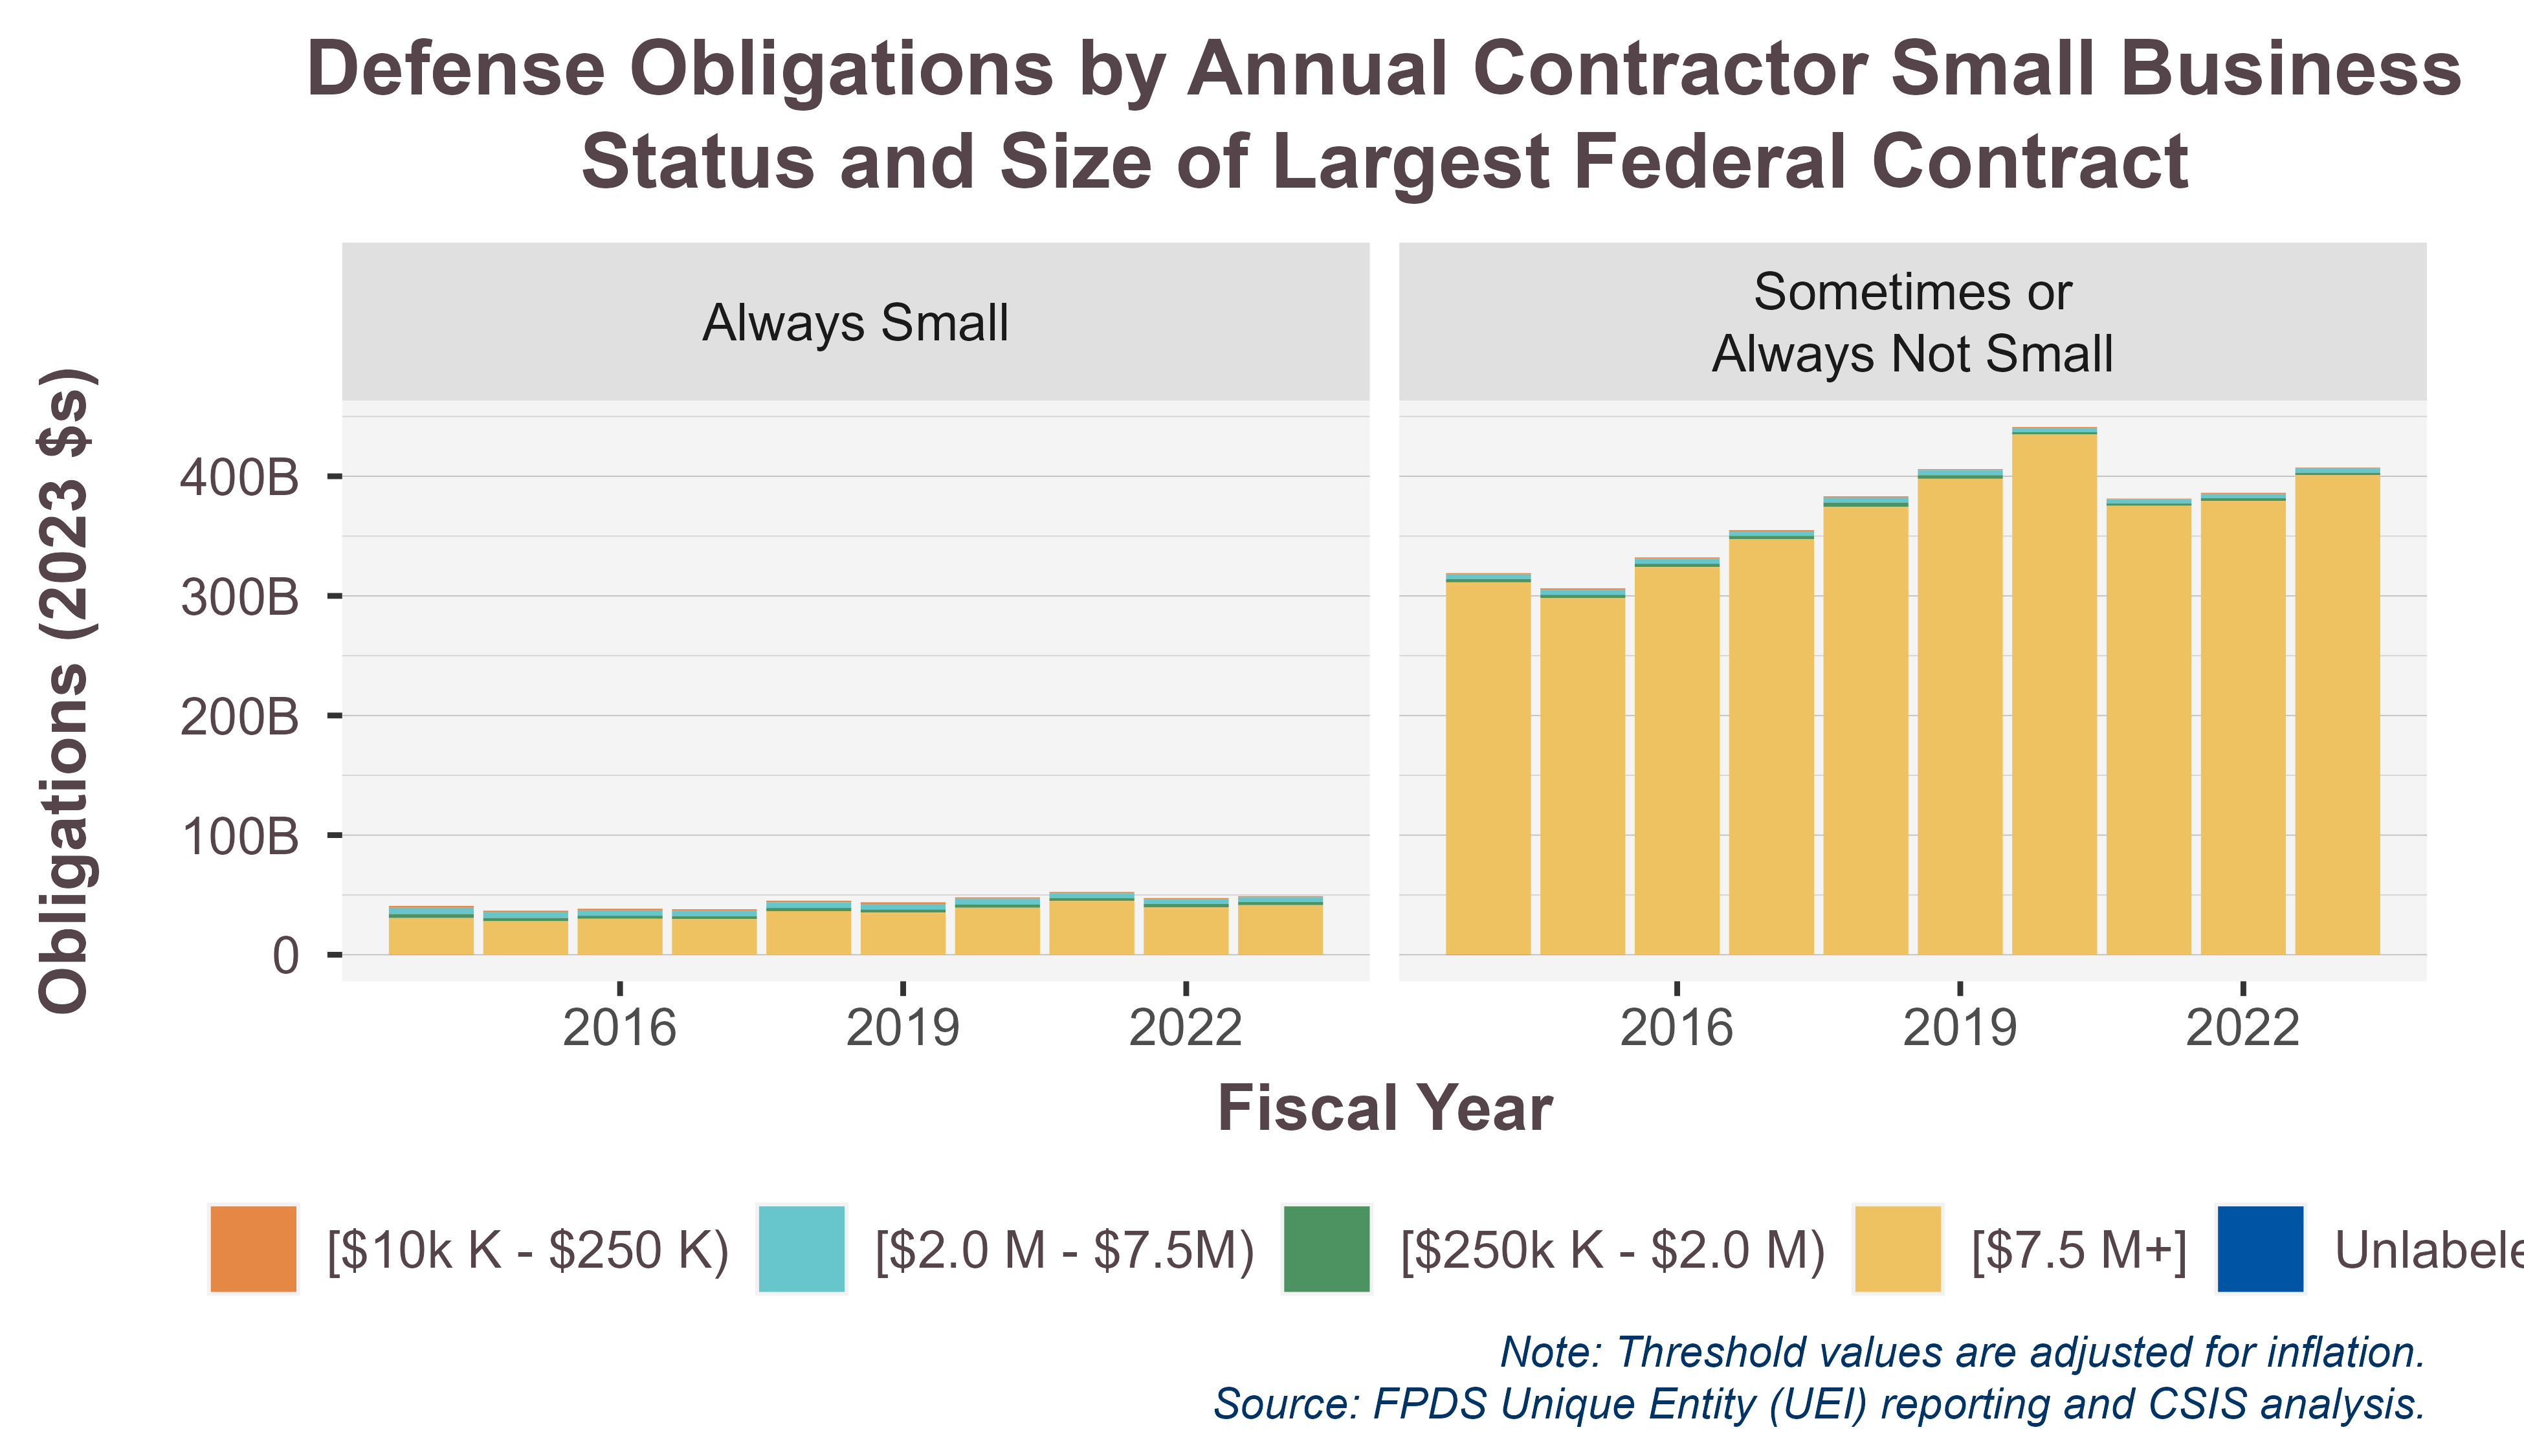 Defense Obligations by Annual Contractor Small Business
Status and Size of Largest Federal Contract
Always Small
Sometimes or
Always Not Small
Obligations (2023 $s)
400B
300B
200B
100B
0
2016 2019 2022
2016 2019 2022
Fiscal Year
[$10k K - $250 K) [$2.0 M - $7.5M) [$250k K - $2.0 M) [$7.5 M+] Unlabele
Note: Threshold values are adjusted for inflation.
Source: FPDS Unique Entity (UEI) reporting and CSIS analysis.